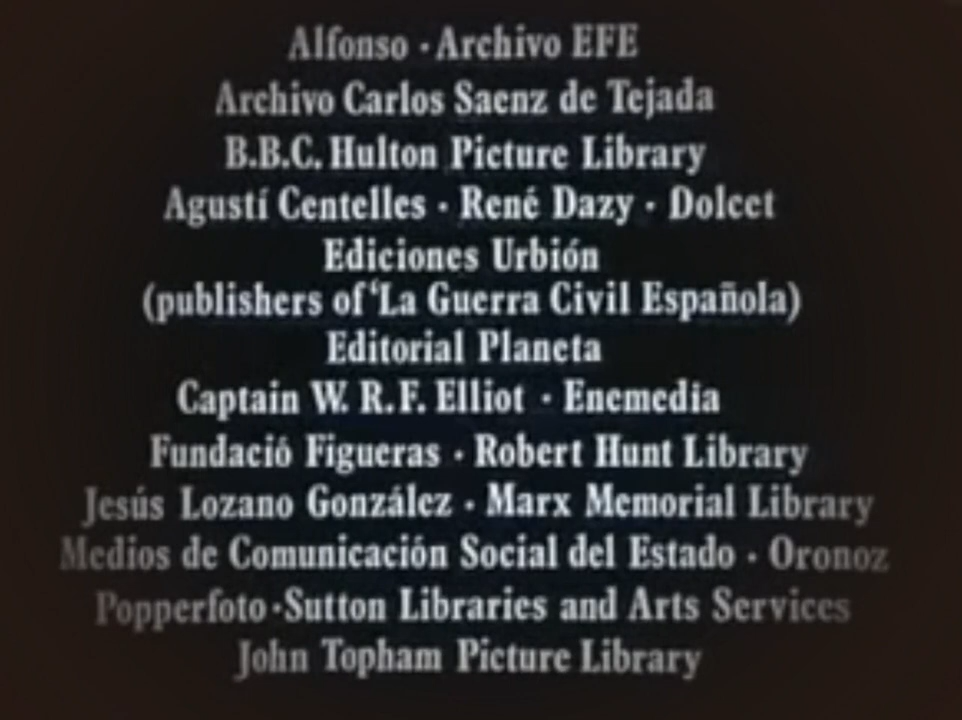 Alfonso · Archivo EFE
Archivo Carlos Saenz de Tejada
B.B.C. Hulton Picture Library
Agustí Centelles · René Dazy · Dolcet
Ediciones Urbión
(publishers of ‘La Guerra Civil Española)
Editorial Planeta
Captain W. R. F. Elliot · Enemedia
Fundació Figueras · Robert Hunt Library
Jesús Lozano González · Marx Memorial Library
Medios de Comunicación Social del Estado · Oronoz
Popperfoto · Sutton Libraries and Arts Services
John Topham Picture Library